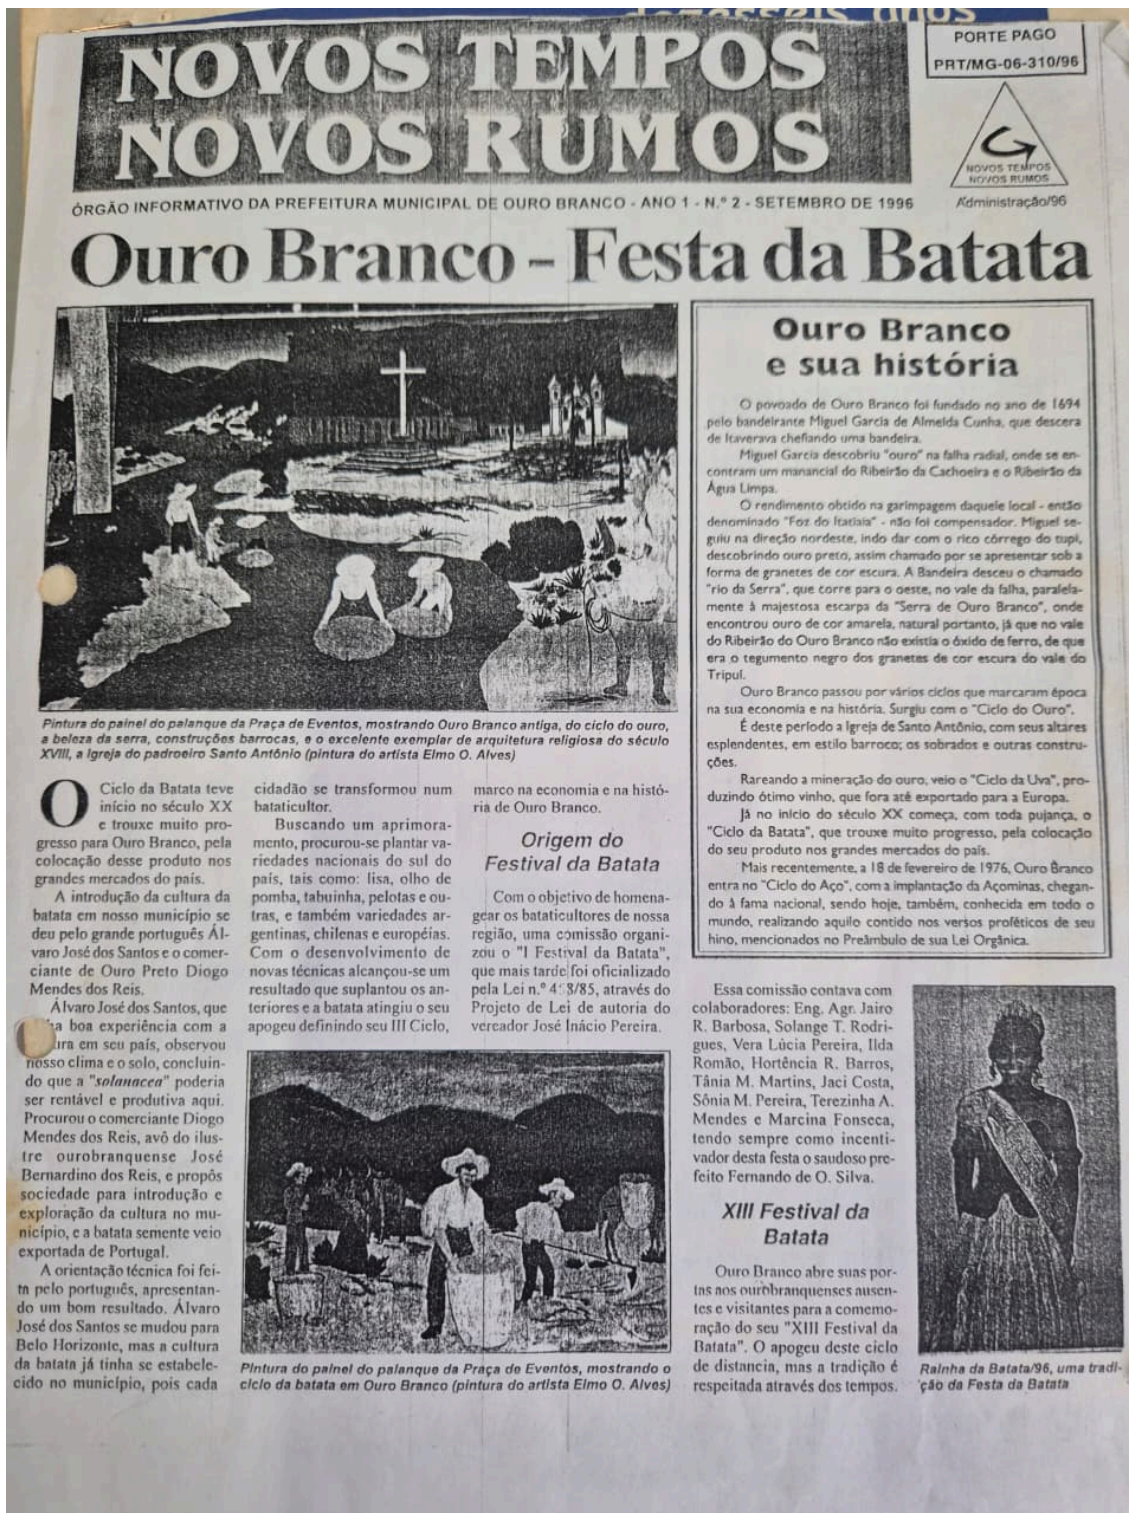 NOVOS TEMPOS
NOVOS RUMOS
PORTE PAGO
PRT/MG-06-310/96
NOVOS TEMPOS
NOVOS RUMOS
Administração/96
ÓRGÃO INFORMATIVO DA PREFEITURA MUNICIPAL DE OURO BRANCO - ANO 1 - N.º 2 - SETEMBRO DE 1996
Ouro Branco - Festa da Batata
Pintura do painel do palanque da Praça de Eventos, mostrando Ouro Branco antiga, do ciclo do ouro,
a beleza da serra, construções barrocas, e o excelente exemplar de arquitetura religiosa do século
XVIII, a Igreja do padroeiro Santo Antônio (pintura do artista Elmo O. Alves)
Ouro Branco
e sua história
O povoado de Ouro Branco foi fundado no ano de 1694
pelo bandeirante Miguel Garcia de Almeida Cunha, que descera
de Itaverava chefiando uma bandeira.
Miguel Garcia descobriu "ouro" na falha radial, onde se en-
contram um manancial do Ribeirão da Cachoeira e o Ribeirão da
Água Limpa.
O rendimento obtido na garimpagem daquele local - então
denominado "Foz do Itatiaia" - não foi compensador. Miguel se-
guiu na direção nordeste, indo dar com o rico córrego do tupi,
descobrindo ouro preto, assim chamado por se apresentar sob a
forma de granetes de cor escura. A Bandeira desceu o chamado
"rio da Serra", que corre para o oeste, no vale da falha, paralela-
mente à majestosa escarpa da "Serra de Ouro Branco", onde
encontrou ouro de cor amarela, natural portanto, já que no vale
do Ribeirão do Ouro Branco não existia o óxido de ferro, de que
era o tegumento negro dos granetes de cor escura do vale do
Tripuí.
Ouro Branco passou por vários ciclos que marcaram época
na sua economia e na história. Surgiu com o "Ciclo do Ouro".
É deste período a Igreja de Santo Antônio, com seus altares
esplendentes, em estilo barroco; os sobrados e outras constru-
ções.
Rareando a mineração do ouro, veio o "Ciclo da Uva", pro-
duzindo ótimo vinho, que fora até exportado para a Europa.
Já no início do século XX começa, com toda pujança, o
"Ciclo da Batata", que trouxe muito progresso, pela colocação
do seu produto nos grandes mercados do país.
Mais recentemente, a 18 de fevereiro de 1976, Ouro Branco
entra no "Ciclo do Aço", com a implantação da Açominas, chegan-
do à fama nacional, sendo hoje, também, conhecida em todo o
mundo, realizando aquilo contido nos versos proféticos de seu
hino, mencionados no Preâmbulo de sua Lei Orgânica.
O Ciclo da Batata teve
início no século XX
e trouxe muito pro-
gresso para Ouro Branco, pela
colocação desse produto nos
grandes mercados do país.
A introdução da cultura da
batata em nosso município se
deu pelo grande português Ál-
varo José dos Santos e o comer-
ciante de Ouro Preto Diogo
Mendes dos Reis.
Álvaro José dos Santos, que
boa experiência com a
em seu país, observou
nosso clima e o solo, concluin-
do que a "solanacea" poderia
ser rentável e produtiva aqui.
Procurou o comerciante Diogo
Mendes dos Reis, avô do ilus-
tre ourobranquense José
Bernardino dos Reis, e propôs
sociedade para introdução e
exploração da cultura no mu-
nicípio, e a batata semente veio
exportada de Portugal.
A orientação técnica foi fei-
ta pelo português, apresentan-
do um bom resultado. Álvaro
José dos Santos se mudou para
Belo Horizonte, mas a cultura
da batata já tinha se estabele-
cido no município, pois cada
cidadão se transformou num
bataticultor.
Buscando um aprimora-
mento, procurou-se plantar va-
riedades nacionais do sul do
país, tais como: lisa, olho de
pomba, tabuinha, pelotas e ou-
tras, e também variedades ar-
gentinas, chilenas e européias.
Com o desenvolvimento de
novas técnicas alcançou-se um
resultado que suplantou os an-
teriores e a batata atingiu o seu
apogeu definindo seu III Ciclo,
marco na economia e na histó-
ria de Ouro Branco.
Origem do
Festival da Batata
Com o objetivo de homena-
gear os bataticultores de nossa
região, uma comissão organi-
zou o "I Festival da Batata",
que mais tarde foi oficializado
pela Lei n.º através do
Projeto de Lei de autoria do
vereador José Inácio Pereira.
Pintura do painel do palanque da Praça de Eventos, mostrando o
ciclo da batata em Ouro Branco (pintura do artista Elmo O. Alves)
Essa comissão contava com
colaboradores: Eng. Agr. Jairo
R. Barbosa, Solange T. Rodri-
gues, Vera Lúcia Pereira, Ilda
Romão, Hortência R. Barros,
Tânia M. Martins, Jaci Costa,
Sônia M. Pereira, Terezinha A.
Mendes e Marcina Fonseca,
tendo sempre como incenti-
vador desta festa o saudoso pre-
feito Fernando de O. Silva.
XIII Festival da
Batata
Ouro Branco abre suas por-
tas aos ourobranquenses ausen-
tes e visitantes para a comemo-
ração do seu "XIII Festival da
Batata". O apogeu deste ciclo
de distancia, mas a tradição é
respeitada através dos tempos.
Rainha da Batata/96, uma tradi-
ção da Festa da Batata